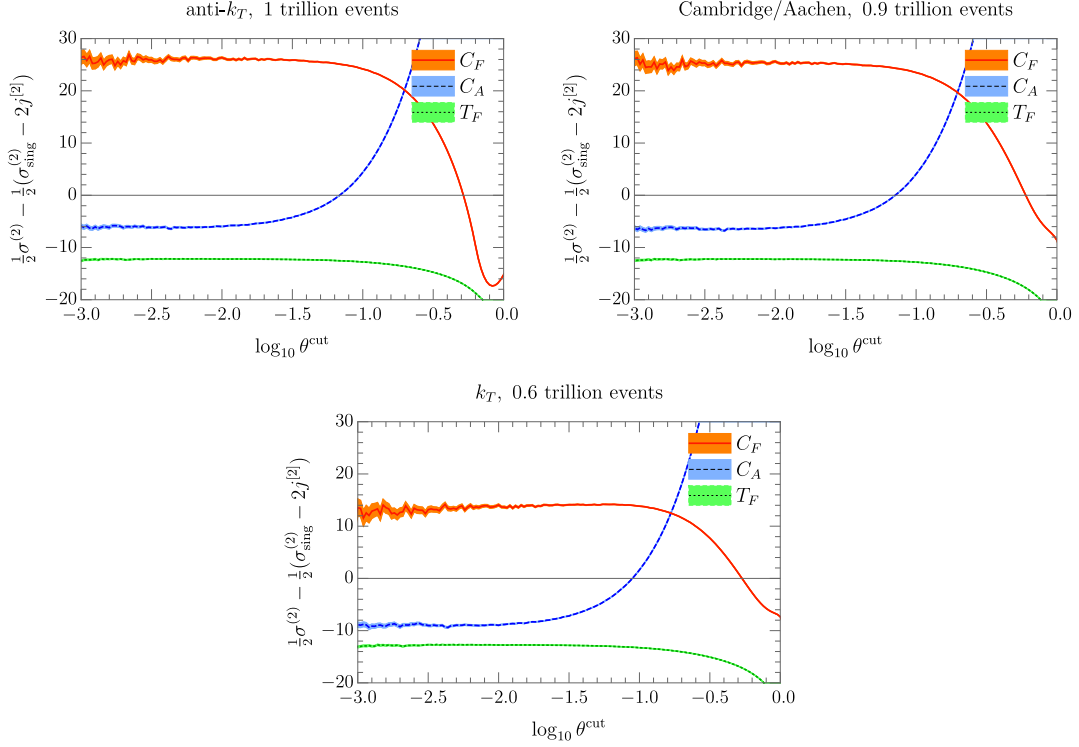 anti-$k_T$, 1 trillion events
$\frac{1}{2}\sigma^{(2)} - \frac{1}{2}(\sigma^{(2)}_{\text{sing}} - 2j^{[2]})$
30
20
10
0
−10
−20
$C_F$
$C_A$
$T_F$
−3.0 −2.5 −2.0 −1.5 −1.0 −0.5 0.0
$\log_{10} \theta^{\text{cut}}$
Cambridge/Aachen, 0.9 trillion events
$\frac{1}{2}\sigma^{(2)} - \frac{1}{2}(\sigma^{(2)}_{\text{sing}} - 2j^{[2]})$
30
20
10
0
−10
−20
$C_F$
$C_A$
$T_F$
−3.0 −2.5 −2.0 −1.5 −1.0 −0.5 0.0
$\log_{10} \theta^{\text{cut}}$
$k_T$, 0.6 trillion events
$\frac{1}{2}\sigma^{(2)} - \frac{1}{2}(\sigma^{(2)}_{\text{sing}} - 2j^{[2]})$
30
20
10
0
−10
−20
$C_F$
$C_A$
$T_F$
−3.0 −2.5 −2.0 −1.5 −1.0 −0.5 0.0
$\log_{10} \theta^{\text{cut}}$